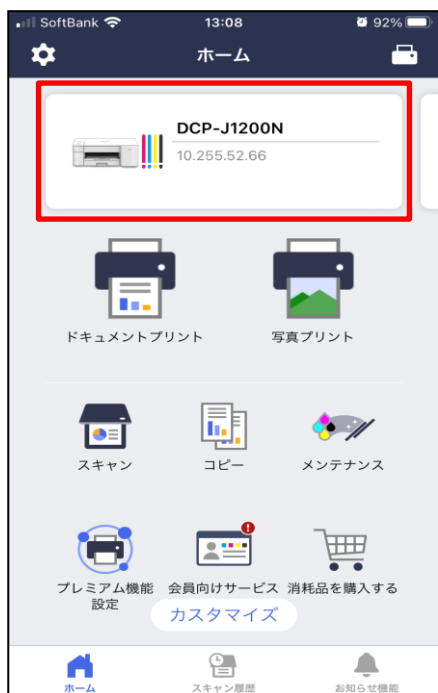 SoftBank 13:08 92%
ホーム
DCP-J1200N
10.255.52.66
ドキュメントプリント 写真プリント
スキャン コピー メンテナンス
プレミアム機能 会員向けサービス 消耗品を購入する
設定
カスタマイズ
ホーム スキャン履歴 お知らせ機能